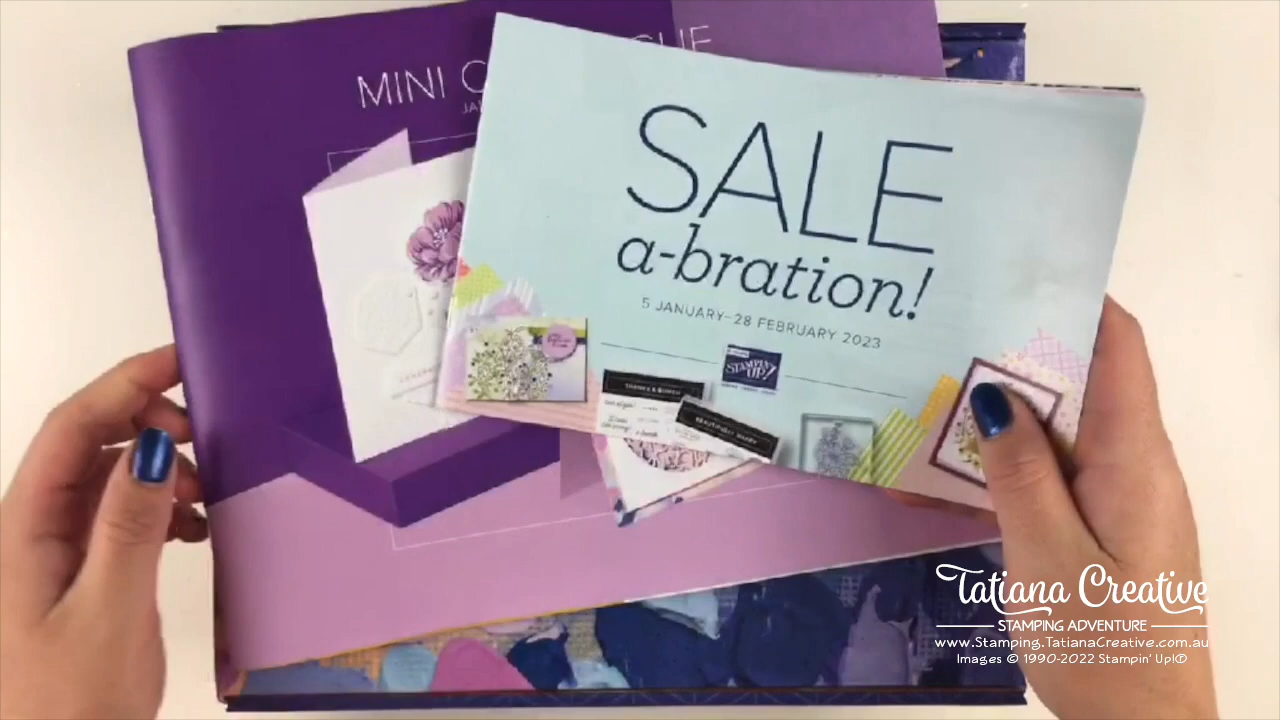 MINI
SALE
a-bration!
5 JANUARY–28 FEBRUARY 2023
STAMPIN' UP!
THANKS A BUNCH
BEAUTIFULLY HAPPY
Tatiana Creative
STAMPING ADVENTURE
www.Stamping.TatianaCreative.com.au
Images © 1990-2022 Stampin' Up!©